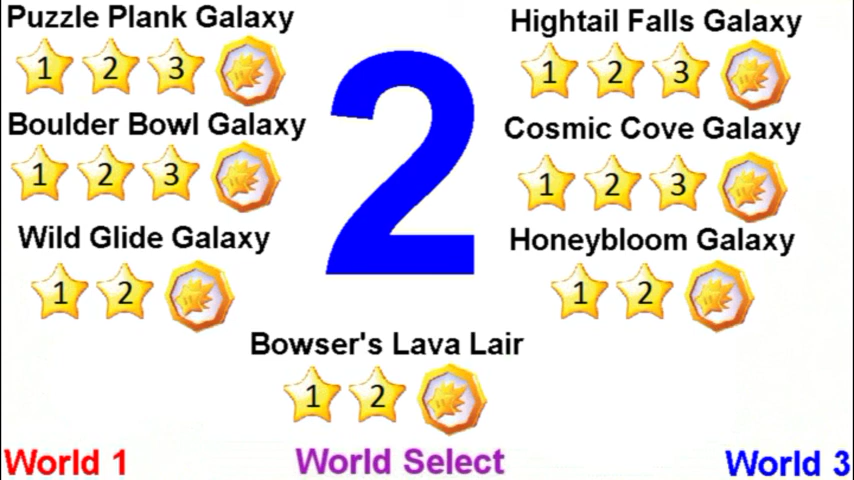 Puzzle Plank Galaxy
1 2 3
Boulder Bowl Galaxy
1 2 3
Wild Glide Galaxy
1 2
2
Hightail Falls Galaxy
1 2 3
Cosmic Cove Galaxy
1 2 3
Honeybloom Galaxy
1 2
Bowser's Lava Lair
1 2
World 1
World Select
World 3